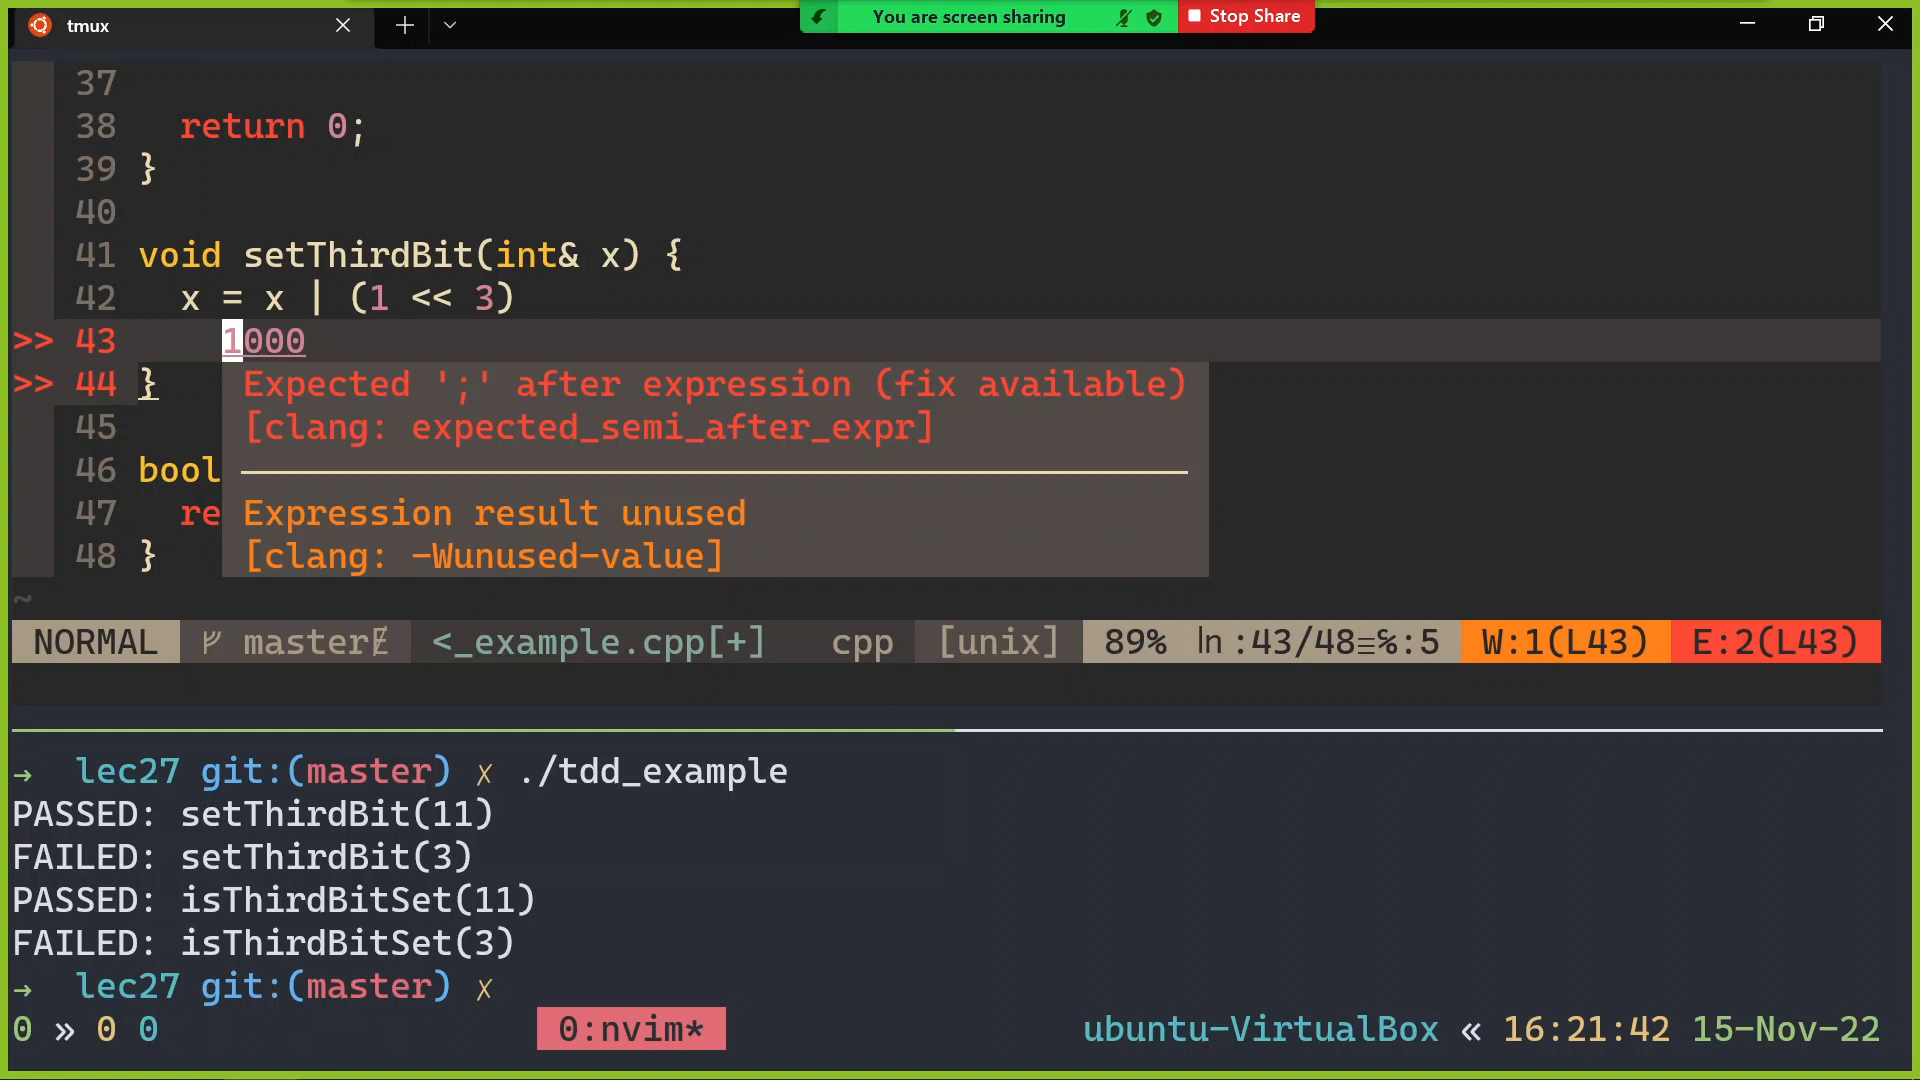 tmux
You are screen sharing
Stop Share
37
38 return 0;
39 }
40
41 void setThirdBit(int& x) {
42 x = x | (1 << 3)
>> 43 1000
>> 44 }
Expected ';' after expression (fix available)
[clang: expected_semi_after_expr]
45
46 bool
47 re
Expression result unused
48 }
[clang: -Wunused-value]
~
NORMAL master <_example.cpp[+] cpp [unix] 89% ln :43/48≡%:5 W:1(L43) E:2(L43)
→ lec27 git:(master) ✗ ./tdd_example
PASSED: setThirdBit(11)
FAILED: setThirdBit(3)
PASSED: isThirdBitSet(11)
FAILED: isThirdBitSet(3)
→ lec27 git:(master) ✗
0 » 0 0 0:nvim* ubuntu-VirtualBox « 16:21:42 15-Nov-22